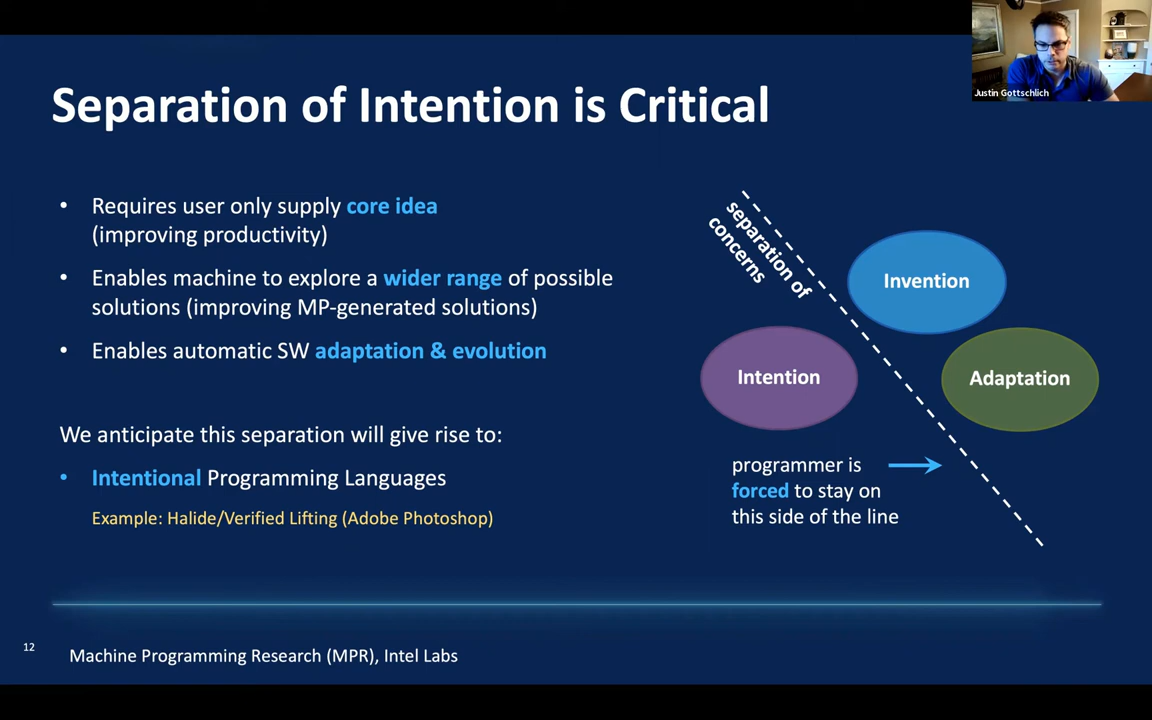 Justin Gottschlich
Separation of Intention is Critical
• Requires user only supply core idea
(improving productivity)
• Enables machine to explore a wider range of possible
solutions (improving MP-generated solutions)
• Enables automatic SW adaptation & evolution
We anticipate this separation will give rise to:
• Intentional Programming Languages
Example: Halide/Verified Lifting (Adobe Photoshop)
separation of
concerns
Invention
Intention
Adaptation
programmer is
forced to stay on
this side of the line
12
Machine Programming Research (MPR), Intel Labs